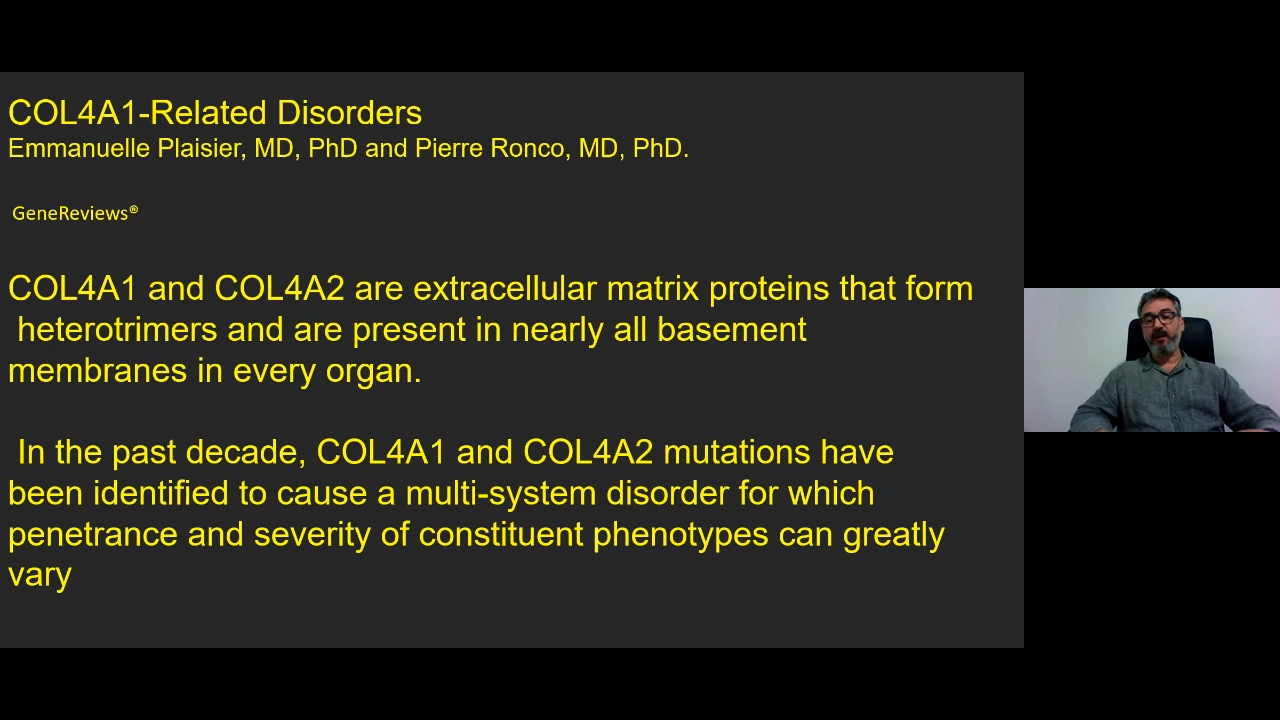 COL4A1-Related Disorders
Emmanuelle Plaisier, MD, PhD and Pierre Ronco, MD, PhD.
GeneReviews®
COL4A1 and COL4A2 are extracellular matrix proteins that form
heterotrimers and are present in nearly all basement
membranes in every organ.
In the past decade, COL4A1 and COL4A2 mutations have
been identified to cause a multi-system disorder for which
penetrance and severity of constituent phenotypes can greatly
vary